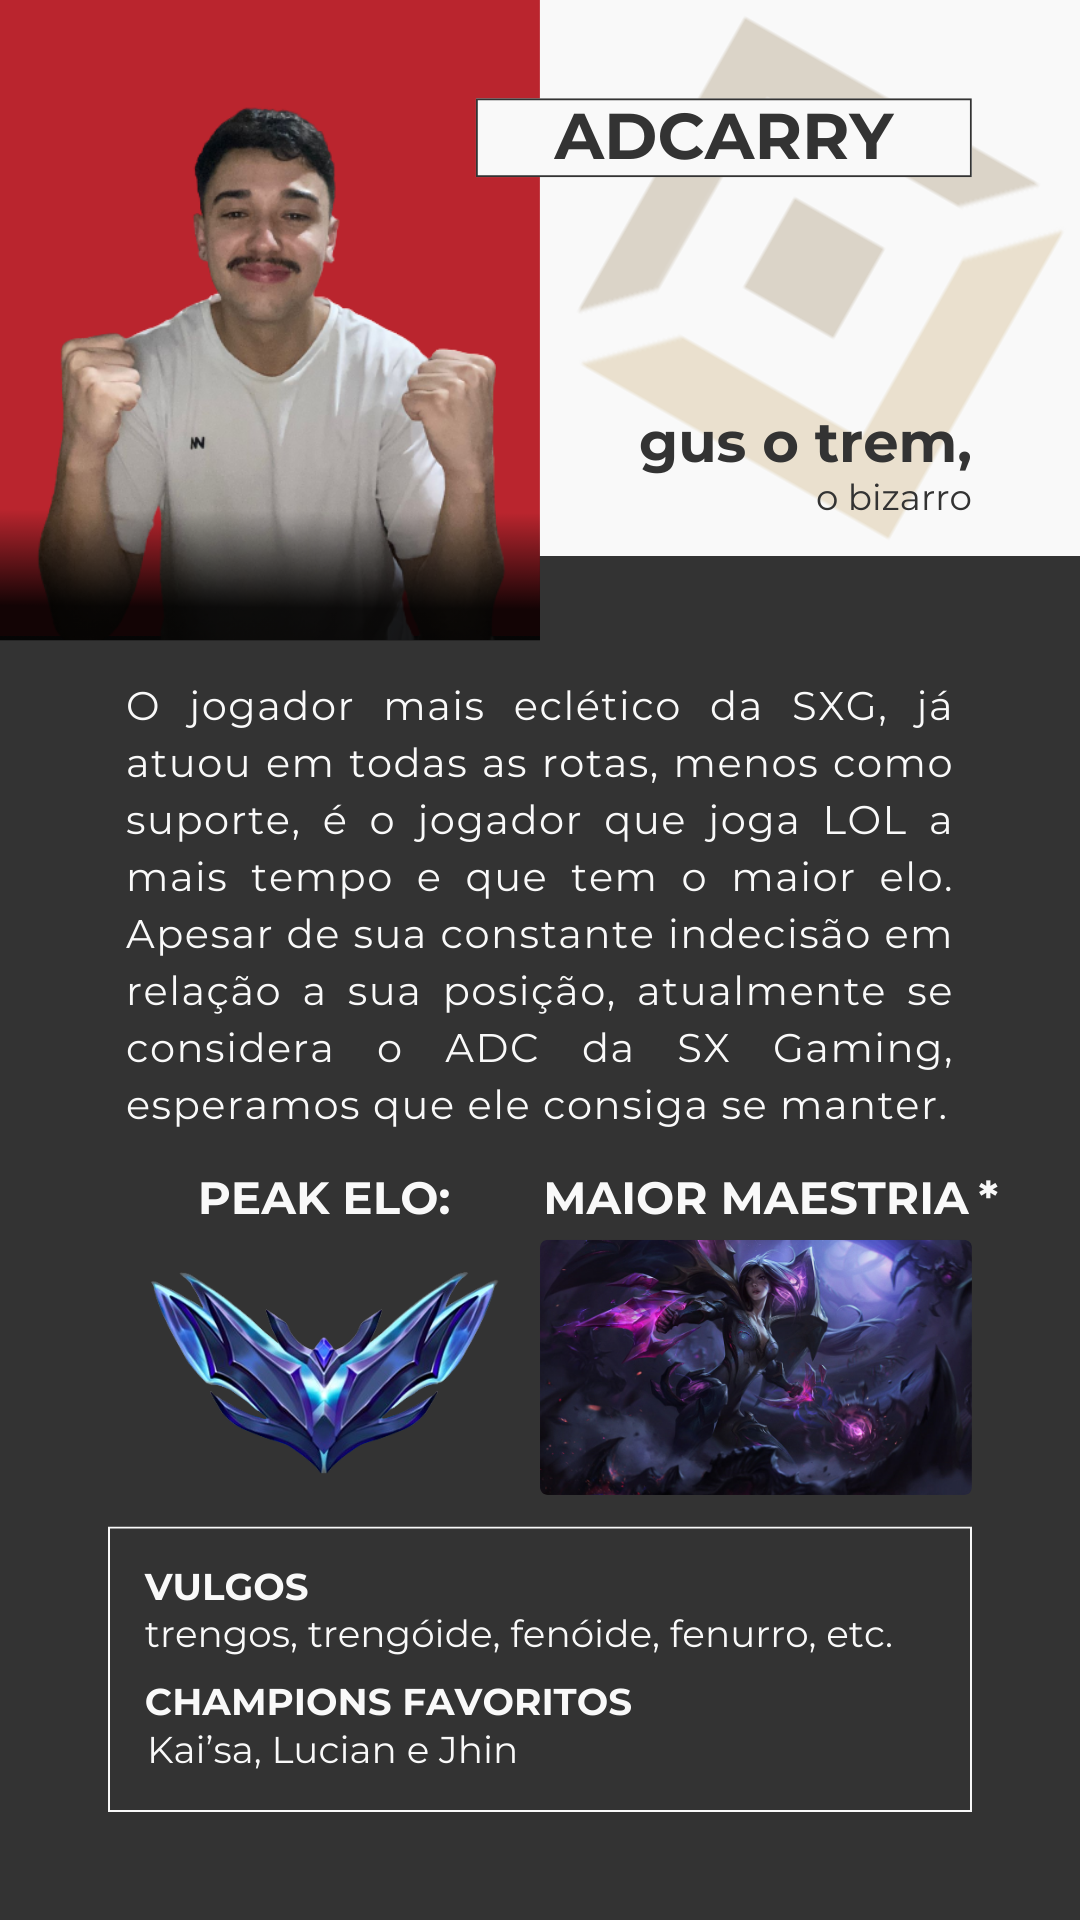 ADCARRY
gus o trem,
o bizarro
O jogador mais eclético da SXG, já
atuou em todas as rotas, menos como
suporte, é o jogador que joga LOL a
mais tempo e que tem o maior elo.
Apesar de sua constante indecisão em
relação a sua posição, atualmente se
considera o ADC da SX Gaming,
esperamos que ele consiga se manter.
PEAK ELO:
MAIOR MAESTRIA *
VULGOS
trengos, trengóide, fenóide, fenurro, etc.
CHAMPIONS FAVORITOS
Kai’sa, Lucian e Jhin